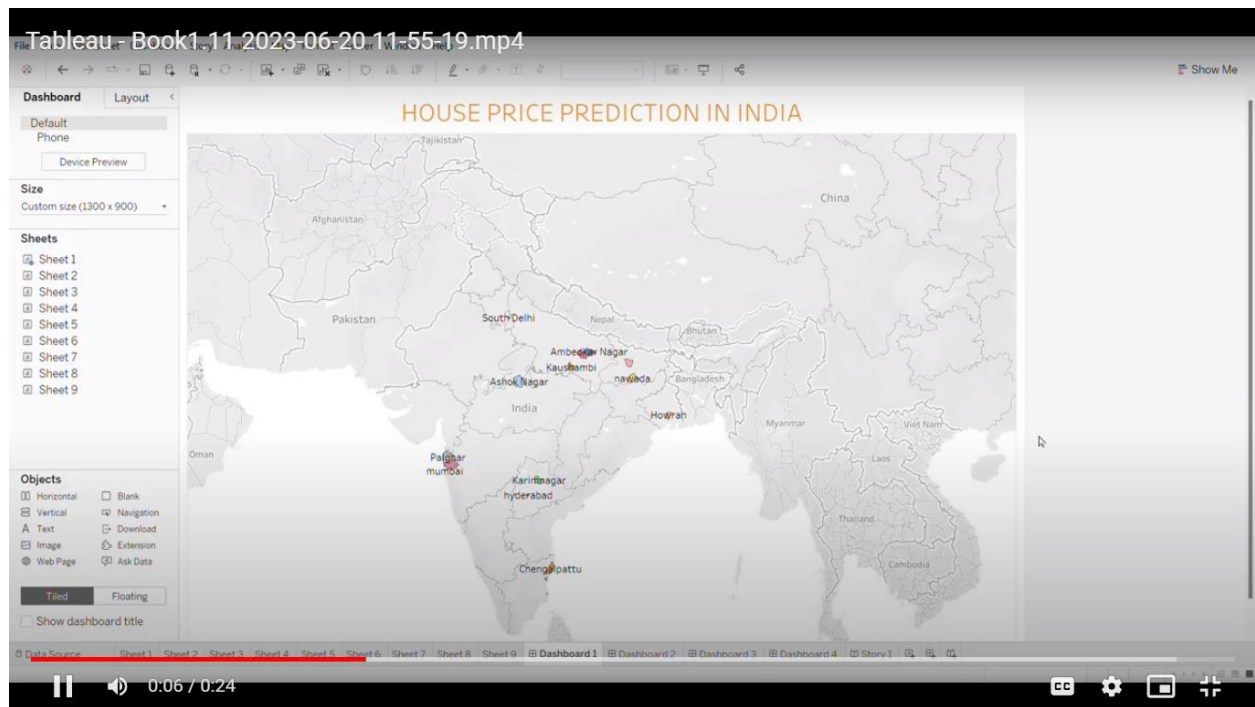 Tableau - Book1 11 2023-06-20 11-55-19.mp4
Show Me
Dashboard Layout
Default
Phone
Device Preview
Size
Custom size (1300 x 900)
Sheets
Sheet 1
Sheet 2
Sheet 3
Sheet 4
Sheet 5
Sheet 6
Sheet 7
Sheet 8
Sheet 9
Objects
Horizontal Blank
Vertical Navigation
Text Download
Image Extension
Web Page Ask Data
Tiled Floating
Show dashboard title
HOUSE PRICE PREDICTION IN INDIA
Tajikistan
China
Afghanistan
Pakistan
South Delhi
Nepal
Bhutan
Ambedkar Nagar
Kaushambi
Ashok Nagar
nawada
Bangladesh
India
Howrah
Myanmar
Viet Nam
Oman
Palghar
mumbai
Laos
Karimnagar
hyderabad
Thailand
Chengalpattu
Cambodia
Data Source Sheet 1 Sheet 2 Sheet 3 Sheet 4 Sheet 5 Sheet 6 Sheet 7 Sheet 8 Sheet 9 Dashboard 1 Dashboard 2 Dashboard 3 Dashboard 4 Story 1
0:06 / 0:24
CC